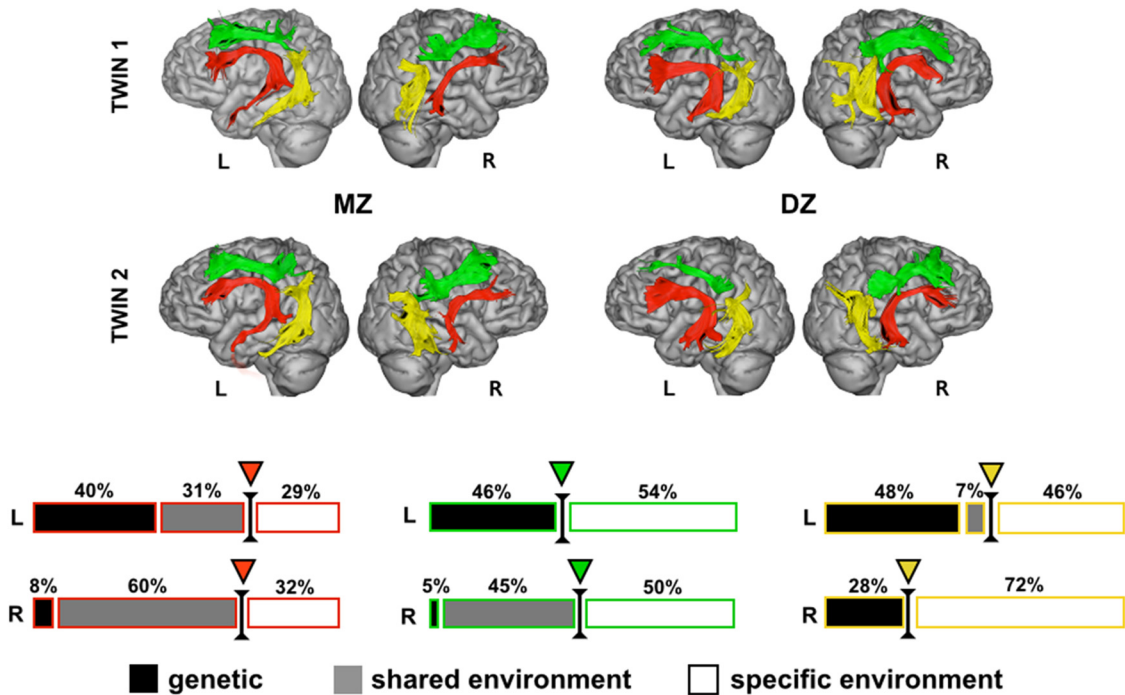 TWIN 1
L R L R
MZ DZ
TWIN 2
L R L R
40% 31% 29% 46% 54% 48% 7% 46%
L L L
8% 60% 32% 5% 45% 50% 28% 72%
R R R
genetic shared environment specific environment